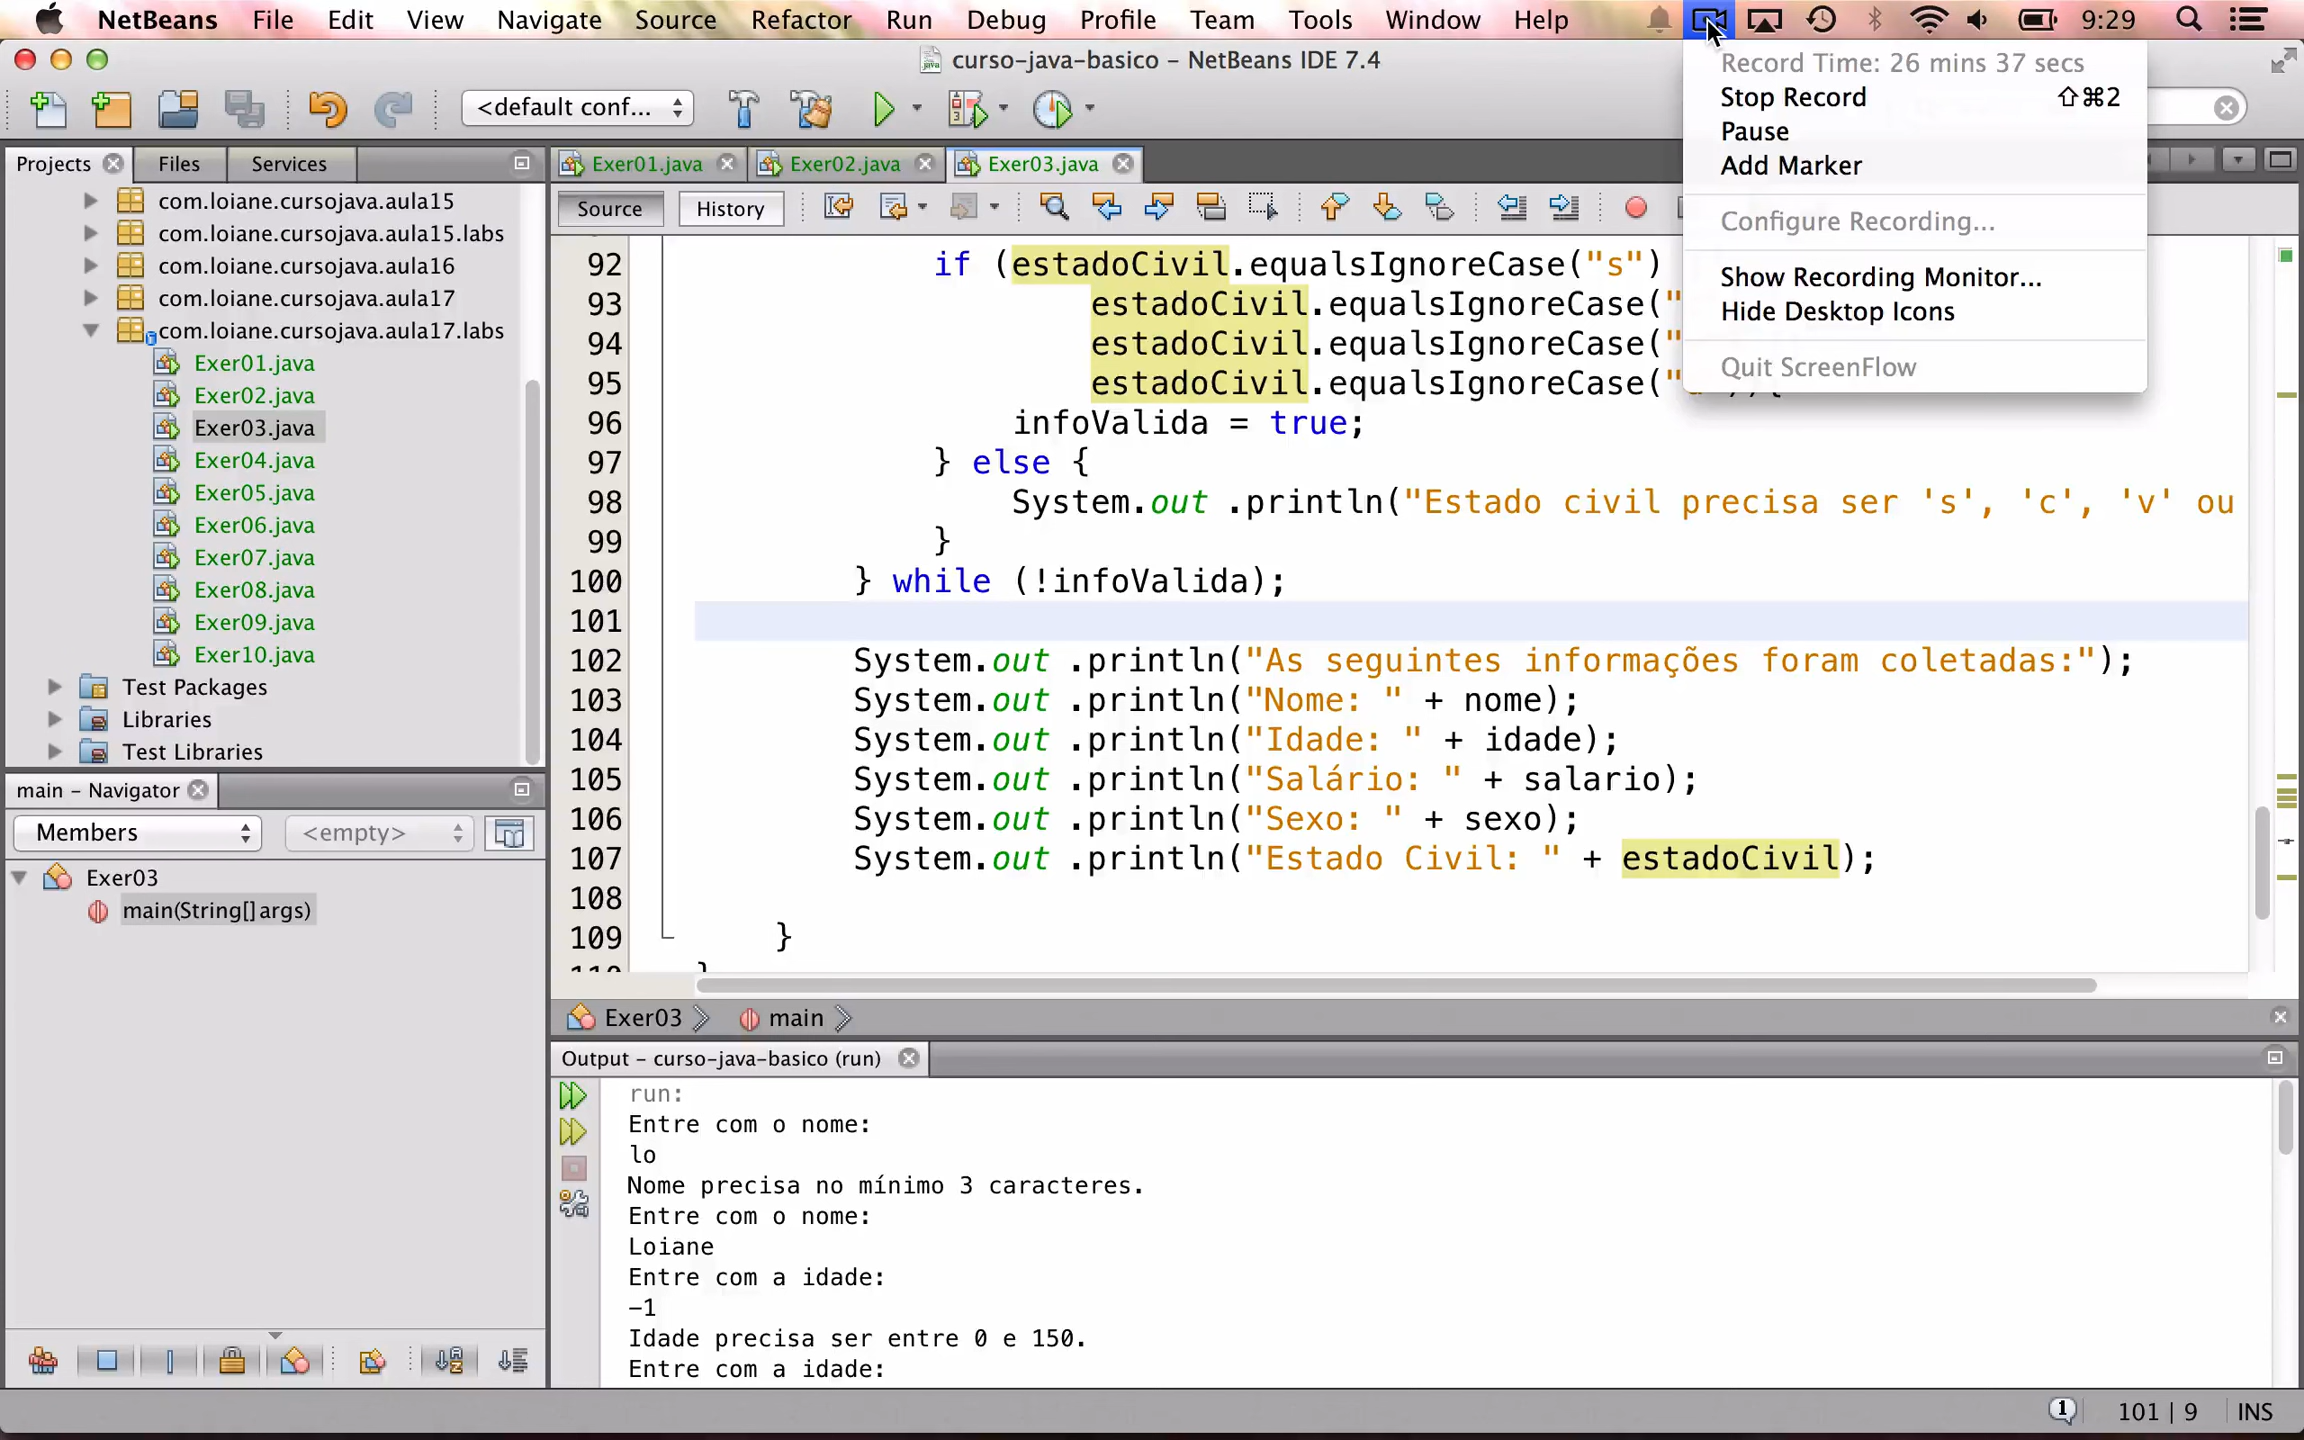 NetBeans File Edit View Navigate Source Refactor Run Debug Profile Team Tools Window Help 9:29
curso-java-basico – NetBeans IDE 7.4
Record Time: 26 mins 37 secs
Stop Record ⇧⌘2
Pause
Add Marker
Configure Recording...
Show Recording Monitor...
Hide Desktop Icons
Quit ScreenFlow
<default conf...
Projects Files Services
com.loiane.cursojava.aula15
com.loiane.cursojava.aula15.labs
com.loiane.cursojava.aula16
com.loiane.cursojava.aula17
com.loiane.cursojava.aula17.labs
Exer01.java
Exer02.java
Exer03.java
Exer04.java
Exer05.java
Exer06.java
Exer07.java
Exer08.java
Exer09.java
Exer10.java
Test Packages
Libraries
Test Libraries
main – Navigator
Members <empty>
Exer03
main(String[] args)
Exer01.java Exer02.java Exer03.java
Source History
92 if (estadoCivil.equalsIgnoreCase("s")
93 estadoCivil.equalsIgnoreCase("
94 estadoCivil.equalsIgnoreCase("
95 estadoCivil.equalsIgnoreCase("
96 infoValida = true;
97 } else {
98 System.out .println("Estado civil precisa ser 's', 'c', 'v' ou
99 }
100 } while (!infoValida);
101
102 System.out .println("As seguintes informações foram coletadas:");
103 System.out .println("Nome: " + nome);
104 System.out .println("Idade: " + idade);
105 System.out .println("Salário: " + salario);
106 System.out .println("Sexo: " + sexo);
107 System.out .println("Estado Civil: " + estadoCivil);
108
109 }
Exer03 main
Output – curso-java-basico (run)
run:
Entre com o nome:
lo
Nome precisa no mínimo 3 caracteres.
Entre com o nome:
Loiane
Entre com a idade:
–1
Idade precisa ser entre 0 e 150.
Entre com a idade:
1 101 | 9 INS